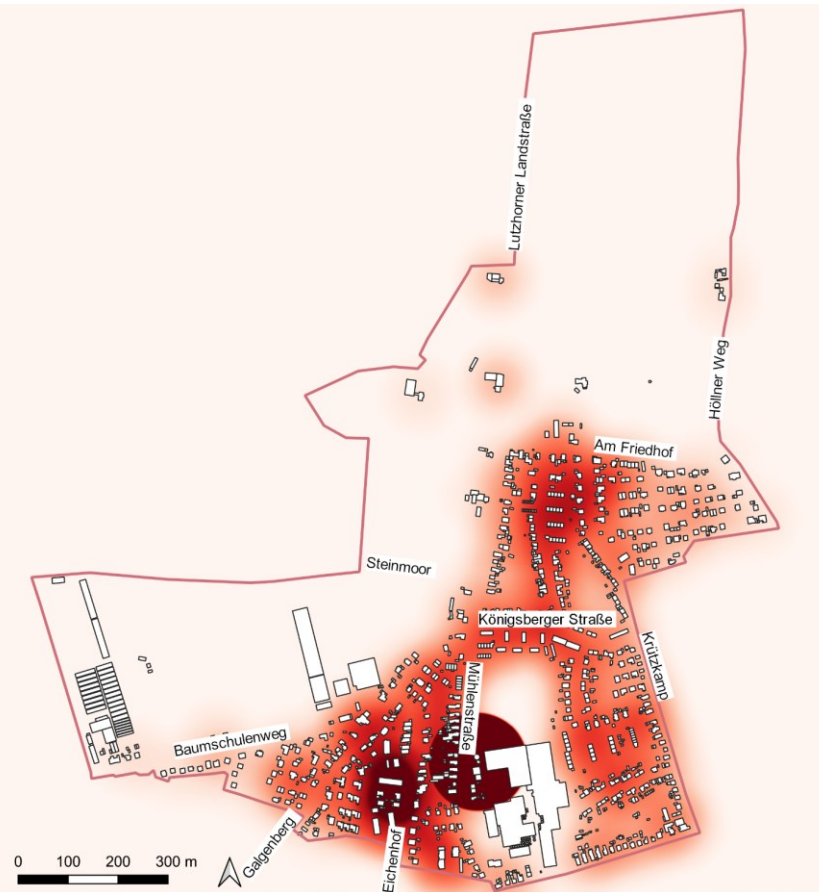 Lutzhorner Landstraße
Höllner Weg
Am Friedhof
Steinmoor
Königsberger Straße
Krützkamp
Mühlenstraße
Baumschulenweg
Galgenberg
Eichenhof
0 100 200 300 m